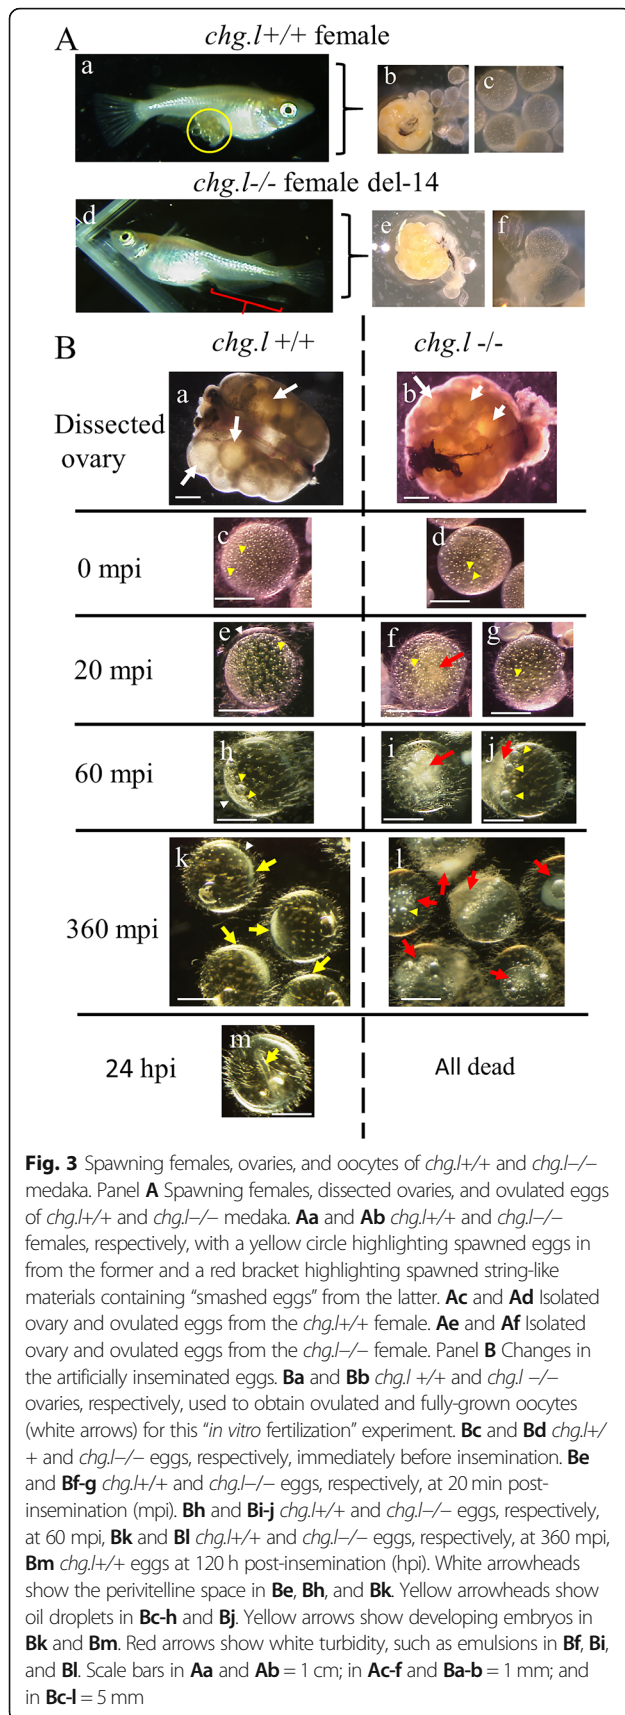 A
chg.l+/+ female
a
b
c
chg.l-/- female del-14
d
e
f
B
chg.l +/+
chg.l -/-
Dissected
ovary
a
b
0 mpi
c
d
20 mpi
e
f
g
60 mpi
h
i
j
360 mpi
k
l
24 hpi
m
All dead
Fig. 3 Spawning females, ovaries, and oocytes of chg.l+/+ and chg.l−/−
medaka. Panel A Spawning females, dissected ovaries, and ovulated eggs
of chg.l+/+ and chg.l−/− medaka. Aa and Ab chg.l+/+ and chg.l−/−
females, respectively, with a yellow circle highlighting spawned eggs in
from the former and a red bracket highlighting spawned string-like
materials containing “smashed eggs” from the latter. Ac and Ad Isolated
ovary and ovulated eggs from the chg.l+/+ female. Ae and Af Isolated
ovary and ovulated eggs from the chg.l−/− female. Panel B Changes in
the artificially inseminated eggs. Ba and Bb chg.l +/+ and chg.l −/−
ovaries, respectively, used to obtain ovulated and fully-grown oocytes
(white arrows) for this “in vitro fertilization” experiment. Bc and Bd chg.l+/
+ and chg.l−/− eggs, respectively, immediately before insemination. Be
and Bf-g chg.l+/+ and chg.l−/− eggs, respectively, at 20 min post-
insemination (mpi). Bh and Bi-j chg.l+/+ and chg.l−/− eggs, respectively,
at 60 mpi, Bk and Bl chg.l+/+ and chg.l−/− eggs, respectively, at 360 mpi,
Bm chg.l+/+ eggs at 120 h post-insemination (hpi). White arrowheads
show the perivitelline space in Be, Bh, and Bk. Yellow arrowheads show
oil droplets in Bc-h and Bj. Yellow arrows show developing embryos in
Bk and Bm. Red arrows show white turbidity, such as emulsions in Bf, Bi,
and Bl. Scale bars in Aa and Ab = 1 cm; in Ac-f and Ba-b = 1 mm; and
in Bc-l = 5 mm